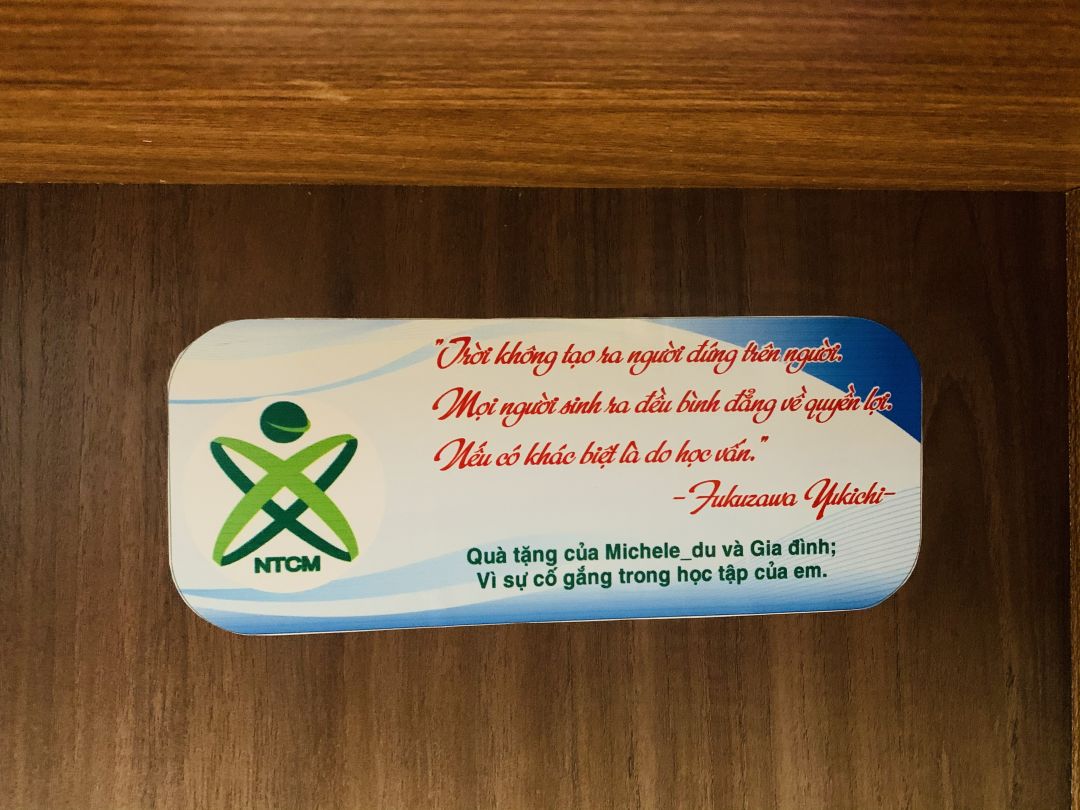 "Trời không tạo ra người đứng trên người.
Mọi người sinh ra đều bình đẳng về quyền lợi.
Nếu có khác biệt là do học vấn."
-Fukuzawa Yukichi-
NTCM
Quà tặng của Michele_du và Gia đình;
Vì sự cố gắng trong học tập của em.